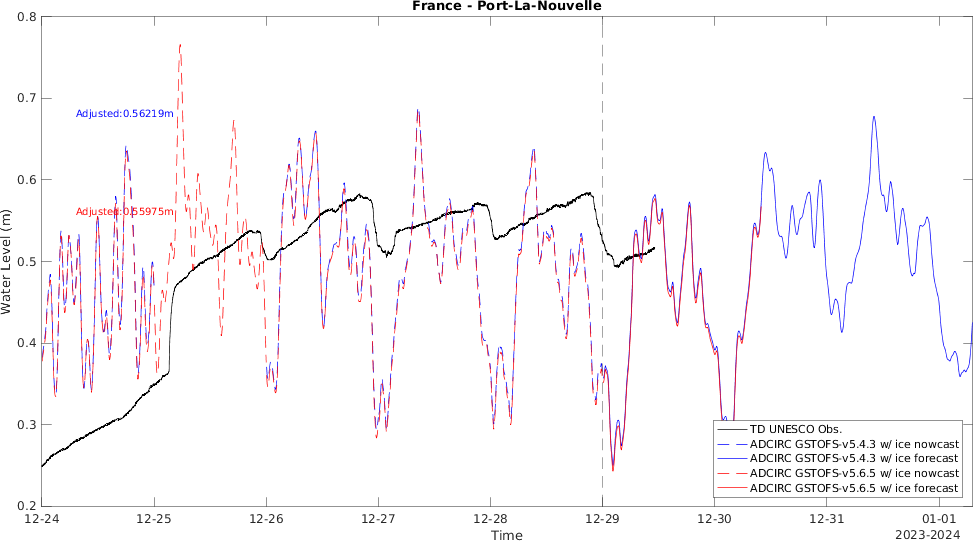 France - Port-La-Nouvelle
0.8
0.7
0.6
0.5
0.4
0.3
0.2
Water Level (m)
Adjusted:0.56219m
Adjusted:0.55975m
TD UNESCO Obs.
ADCIRC GSTOFS-v5.4.3 w/ ice nowcast
ADCIRC GSTOFS-v5.4.3 w/ ice forecast
ADCIRC GSTOFS-v5.6.5 w/ ice nowcast
ADCIRC GSTOFS-v5.6.5 w/ ice forecast
12-24 12-25 12-26 12-27 12-28 12-29 12-30 12-31 01-01
Time
2023-2024